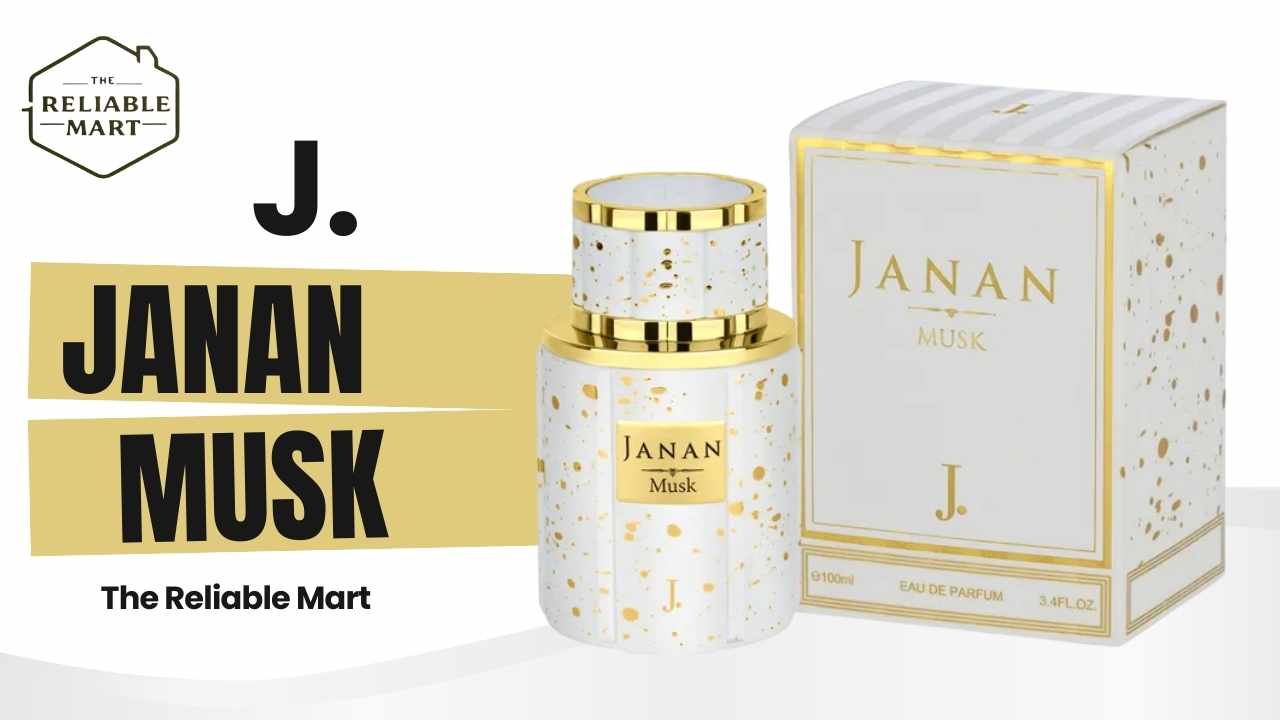 THE
RELIABLE
MART
J.
JANAN
MUSK
The Reliable Mart
JANAN
Musk
J.
J.
JANAN
MUSK
J.
℮100ml
EAU DE PARFUM
3.4FL.OZ.